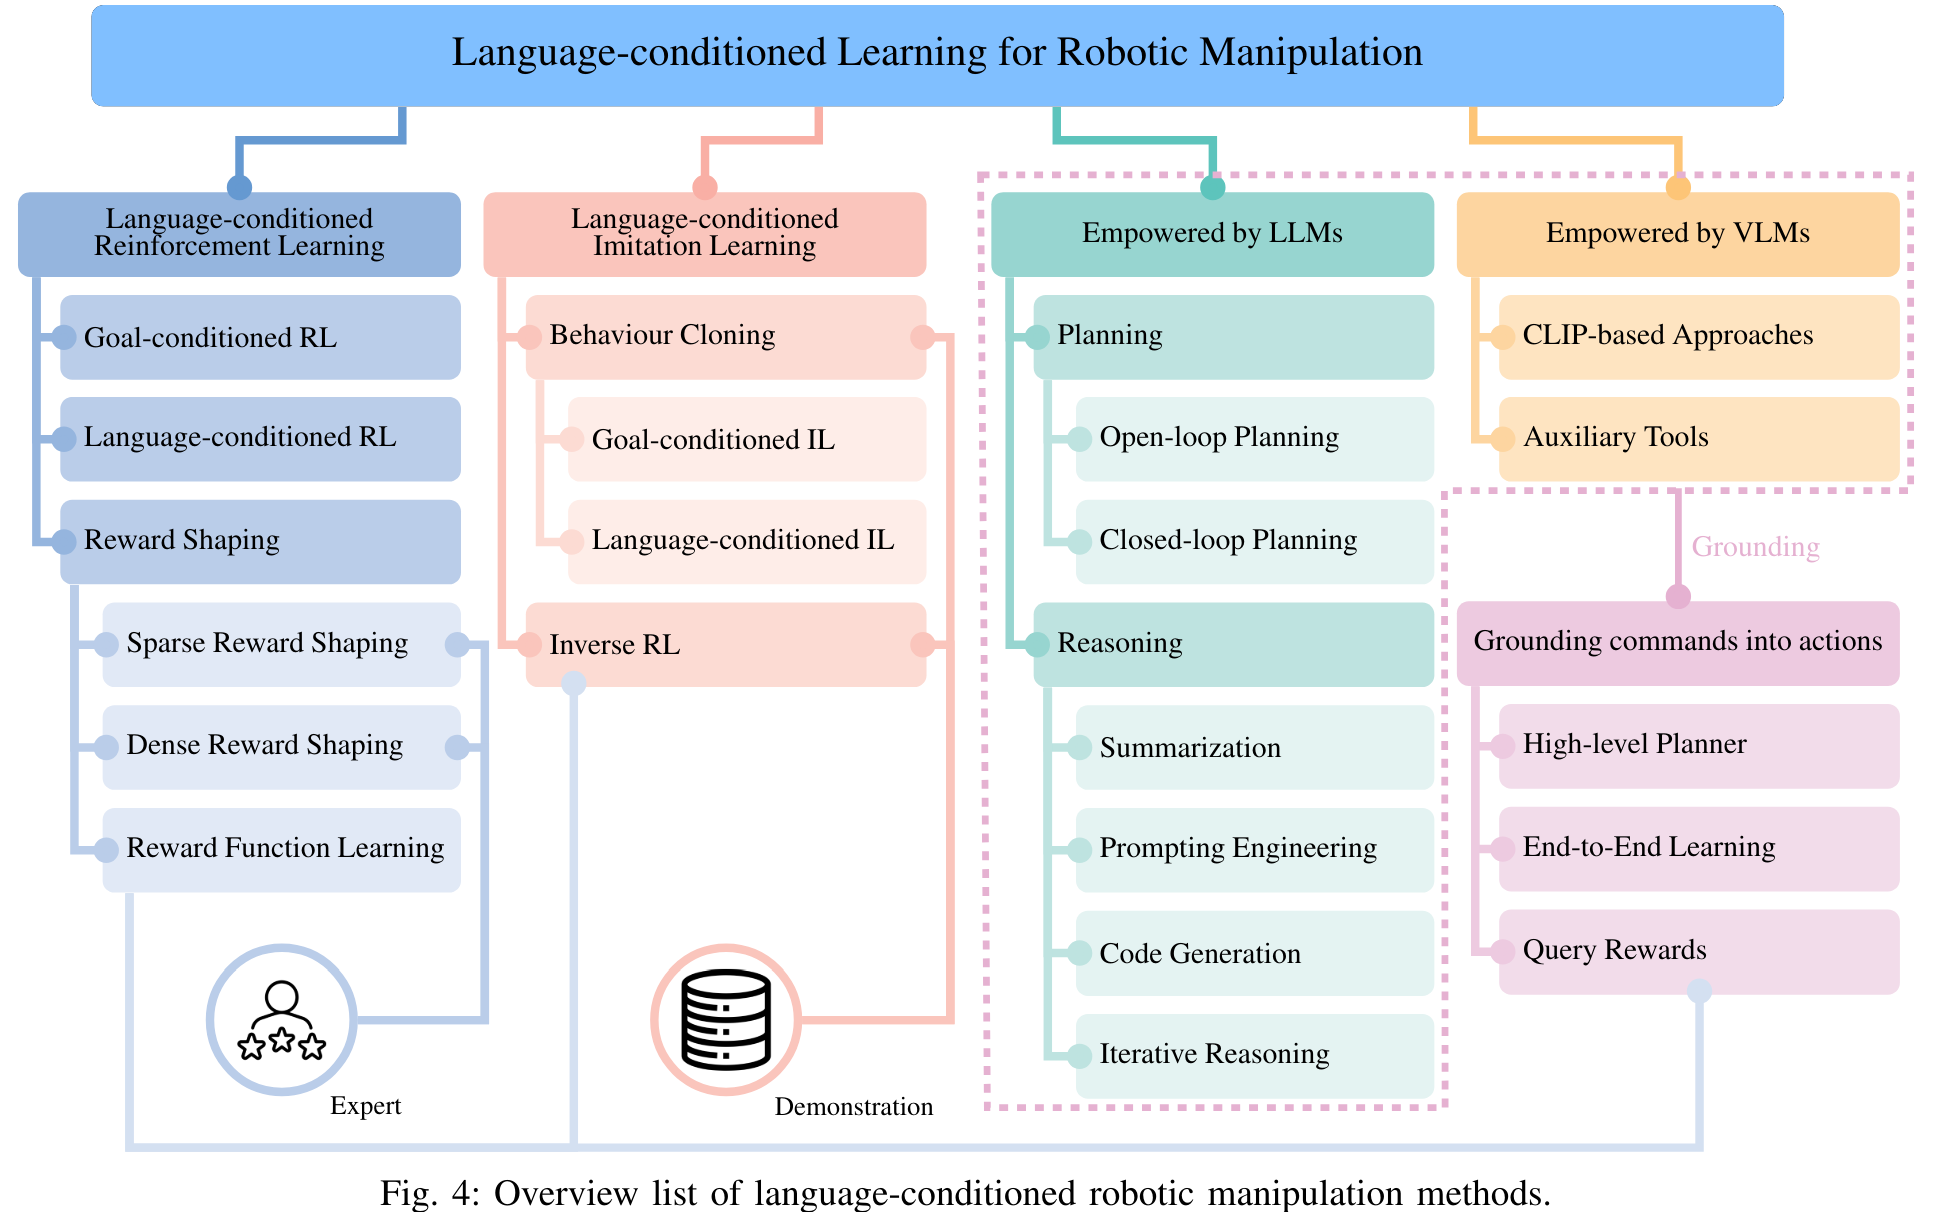 Language-conditioned Learning for Robotic Manipulation
Language-conditioned
Reinforcement Learning
Goal-conditioned RL
Language-conditioned RL
Reward Shaping
Sparse Reward Shaping
Dense Reward Shaping
Reward Function Learning
Expert
Language-conditioned
Imitation Learning
Behaviour Cloning
Goal-conditioned IL
Language-conditioned IL
Inverse RL
Demonstration
Empowered by LLMs
Planning
Open-loop Planning
Closed-loop Planning
Reasoning
Summarization
Prompting Engineering
Code Generation
Iterative Reasoning
Empowered by VLMs
CLIP-based Approaches
Auxiliary Tools
Grounding
Grounding commands into actions
High-level Planner
End-to-End Learning
Query Rewards
Fig. 4: Overview list of language-conditioned robotic manipulation methods.